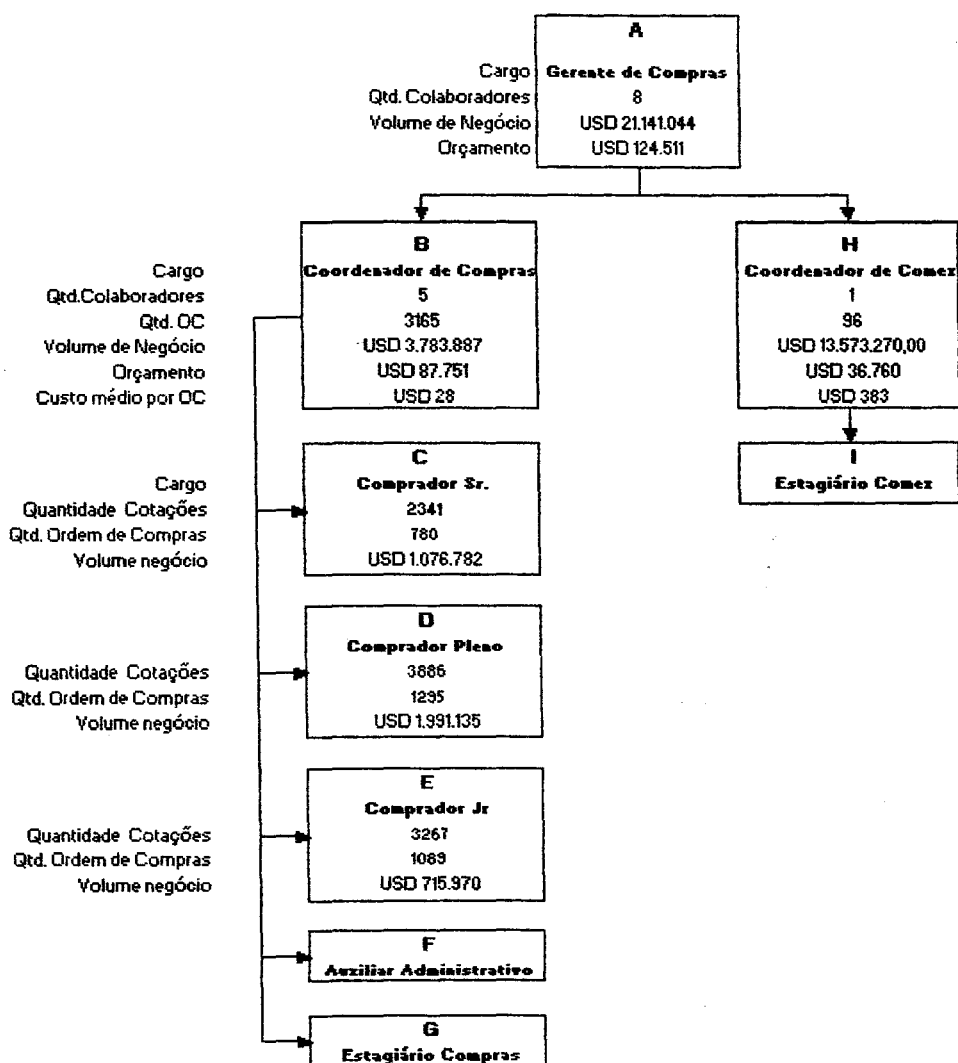 A
Cargo Gerente de Compras
Qtd. Colaboradores 8
Volume de Negócio USD 21.141.044
Orçamento USD 124.511
B
Cargo Coordenador de Compras
Qtd.Colaboradores 5
Qtd. OC 3165
Volume de Negócio USD 3.783.887
Orçamento USD 87.751
Custo médio por OC USD 28
H
Coordenador de Comex
1
96
USD 13.573.270,00
USD 36.760
USD 383
I
Estagiário Comex
C
Cargo Comprador Sr.
Quantidade Cotações 2341
Qtd. Ordem de Compras 780
Volume negócio USD 1.076.782
D
Comprador Pleno
Quantidade Cotações 3886
Qtd. Ordem de Compras 1295
Volume negócio USD 1.991.135
E
Comprador Jr
Quantidade Cotações 3267
Qtd. Ordem de Compras 1089
Volume negócio USD 715.970
F
Auxiliar Administrativo
G
Estagiário Compras